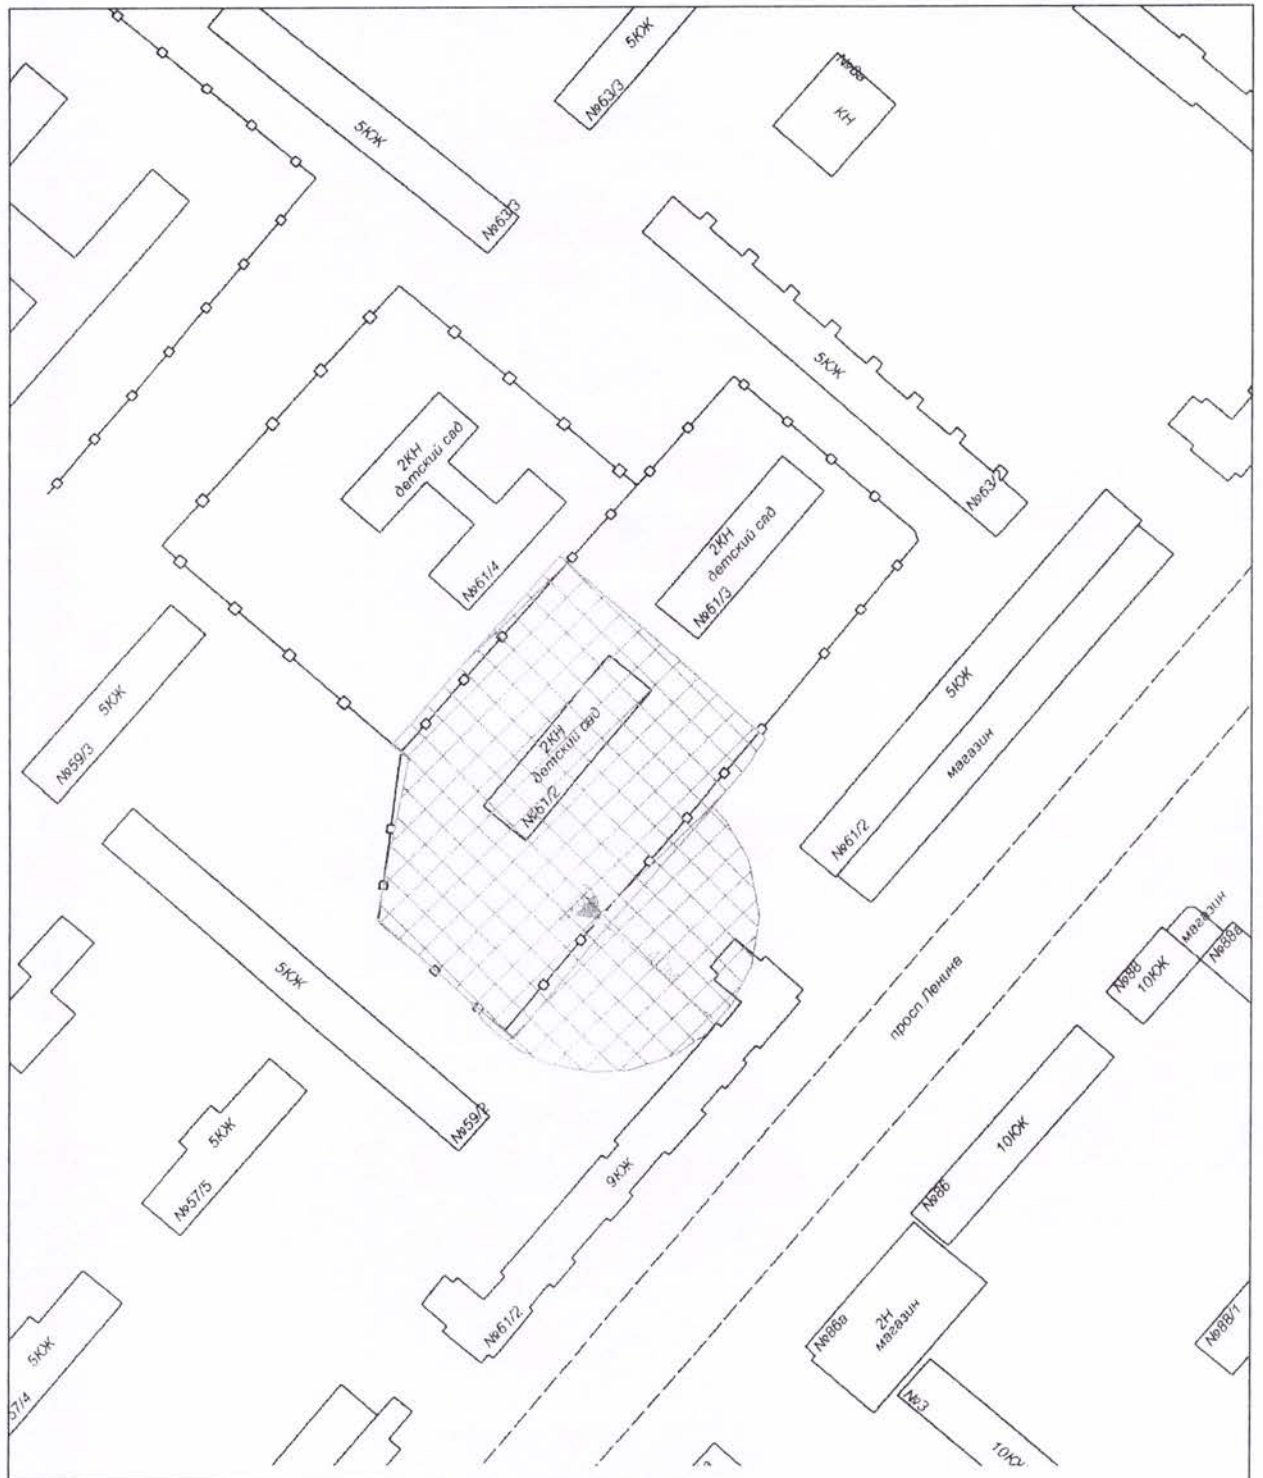 5КЖ
№63/3
№8а
КН
5КЖ
№63/3
5КЖ
№63/2
2КН
детский сад
№61/4
2КН
детский сад
№61/3
5КЖ
№59/3
2КН
детский сад
№61/2
5КЖ
магазин
№61/2
5КЖ
№59/2
просп Ленина
магазин
№88а
№88
10КЖ
5КЖ
№57/5
10КЖ
№86
9КЖ
№61/2
2Н
магазин
№86а
№88/1
5КЖ
57/4
№3
10КЖ